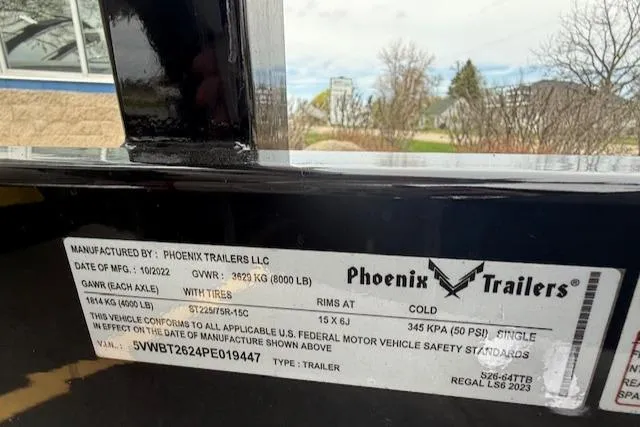 MANUFACTURED BY : PHOENIX TRAILERS LLC
DATE OF MFG. : 10/2022 GVWR : 3629 KG (8000 LB)
Phoenix Trailers®
GAWR (EACH AXLE) WITH TIRES RIMS AT COLD
1814 KG (4000 LB) ST225/75R-15C 15 X 6J 345 KPA (50 PSI) SINGLE
THIS VEHICLE CONFORMS TO ALL APPLICABLE U.S. FEDERAL MOTOR VEHICLE SAFETY STANDARDS
IN EFFECT ON THE DATE OF MANUFACTURE SHOWN ABOVE
V.I.N. : 5VWBT2624PE019447 TYPE : TRAILER
S26-64TTB
REGAL LS6 2023